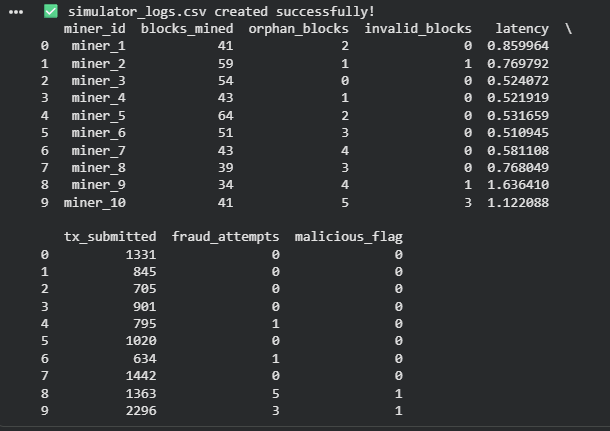 ••• ✅ simulator_logs.csv created successfully!
miner_id blocks_mined orphan_blocks invalid_blocks latency \
0 miner_1 41 2 0 0.859964
1 miner_2 59 1 1 0.769792
2 miner_3 54 0 0 0.524072
3 miner_4 43 1 0 0.521919
4 miner_5 64 2 0 0.531659
5 miner_6 51 3 0 0.510945
6 miner_7 43 4 0 0.581108
7 miner_8 39 3 0 0.768049
8 miner_9 34 4 1 1.636410
9 miner_10 41 5 3 1.122088
tx_submitted fraud_attempts malicious_flag
0 1331 0 0
1 845 0 0
2 705 0 0
3 901 0 0
4 795 1 0
5 1020 0 0
6 634 1 0
7 1442 0 0
8 1363 5 1
9 2296 3 1